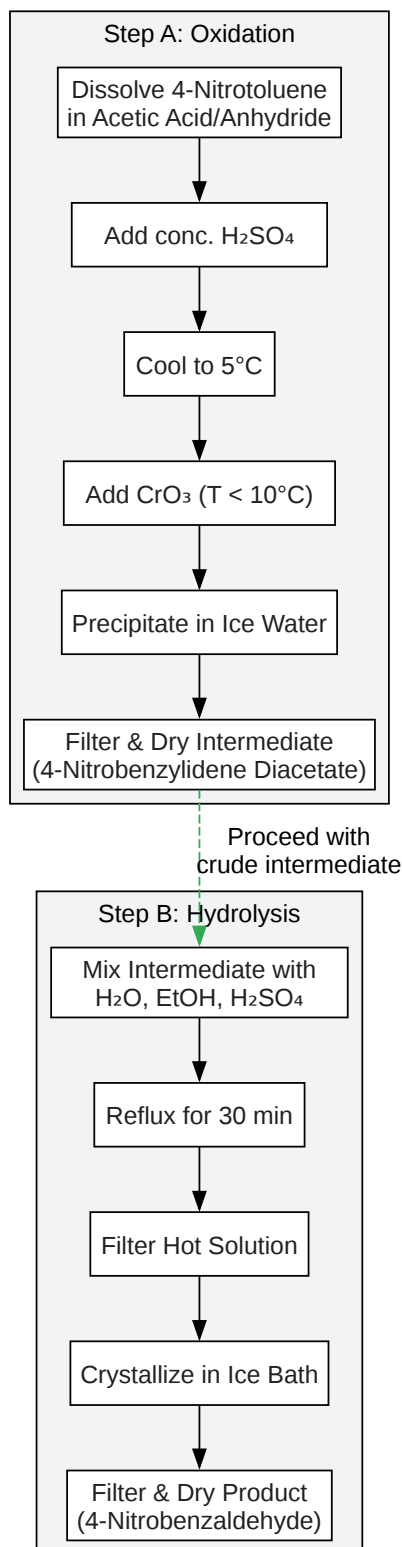 Step A: Oxidation
Dissolve 4-Nitrotoluene
in Acetic Acid/Anhydride
Add conc. H₂SO₄
Cool to 5°C
Add CrO₃ (T < 10°C)
Precipitate in Ice Water
Filter & Dry Intermediate
(4-Nitrobenzylidene Diacetate)
Proceed with
crude intermediate
Step B: Hydrolysis
Mix Intermediate with
H₂O, EtOH, H₂SO₄
Reflux for 30 min
Filter Hot Solution
Crystallize in Ice Bath
Filter & Dry Product
(4-Nitrobenzaldehyde)